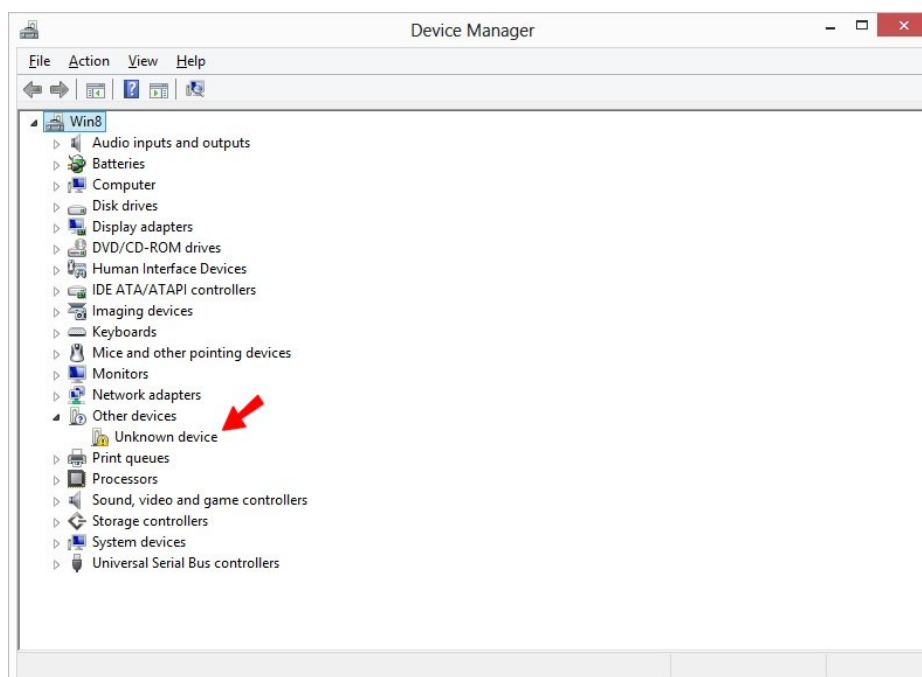 Device Manager
File Action View Help
Win8
Audio inputs and outputs
Batteries
Computer
Disk drives
Display adapters
DVD/CD-ROM drives
Human Interface Devices
IDE ATA/ATAPI controllers
Imaging devices
Keyboards
Mice and other pointing devices
Monitors
Network adapters
Other devices
Unknown device
Print queues
Processors
Sound, video and game controllers
Storage controllers
System devices
Universal Serial Bus controllers